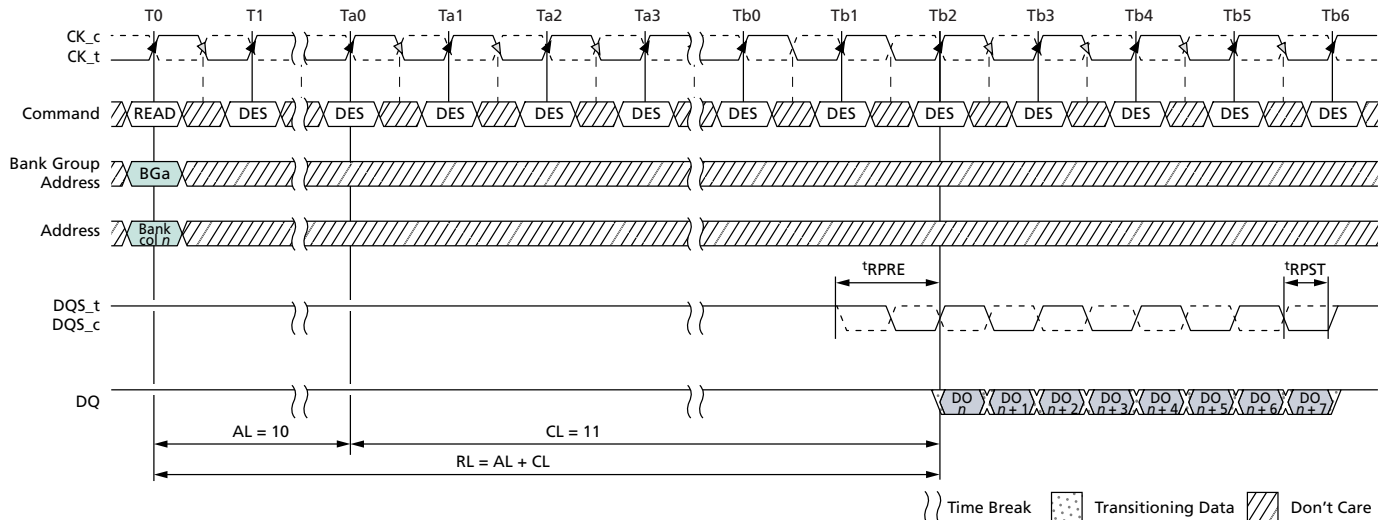 T0 T1 Ta0 Ta1 Ta2 Ta3 Tb0 Tb1 Tb2 Tb3 Tb4 Tb5 Tb6
CK_c
CK_t
Command READ DES DES DES DES DES DES DES DES DES DES DES DES
Bank Group
Address
BGa
Address
Bank
col n
tRPRE
tRPST
DQS_t
DQS_c
DQ
DO
n
DO
n + 1
DO
n + 2
DO
n + 3
DO
n + 4
DO
n + 5
DO
n + 6
DO
n + 7
AL = 10
CL = 11
RL = AL + CL
Time Break
Transitioning Data
Don't Care